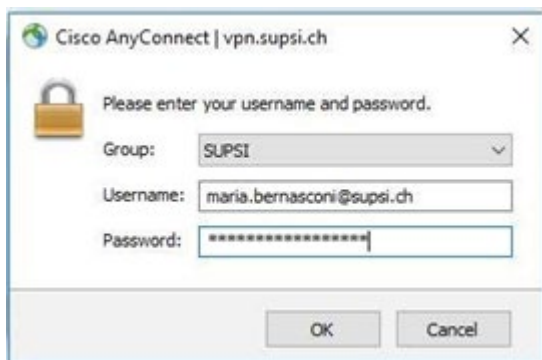 Cisco AnyConnect | vpn.supsi.ch
Please enter your username and password.
Group: SUPSI
Username: maria.bernasconi@supsi.ch
Password: ******************
OK Cancel